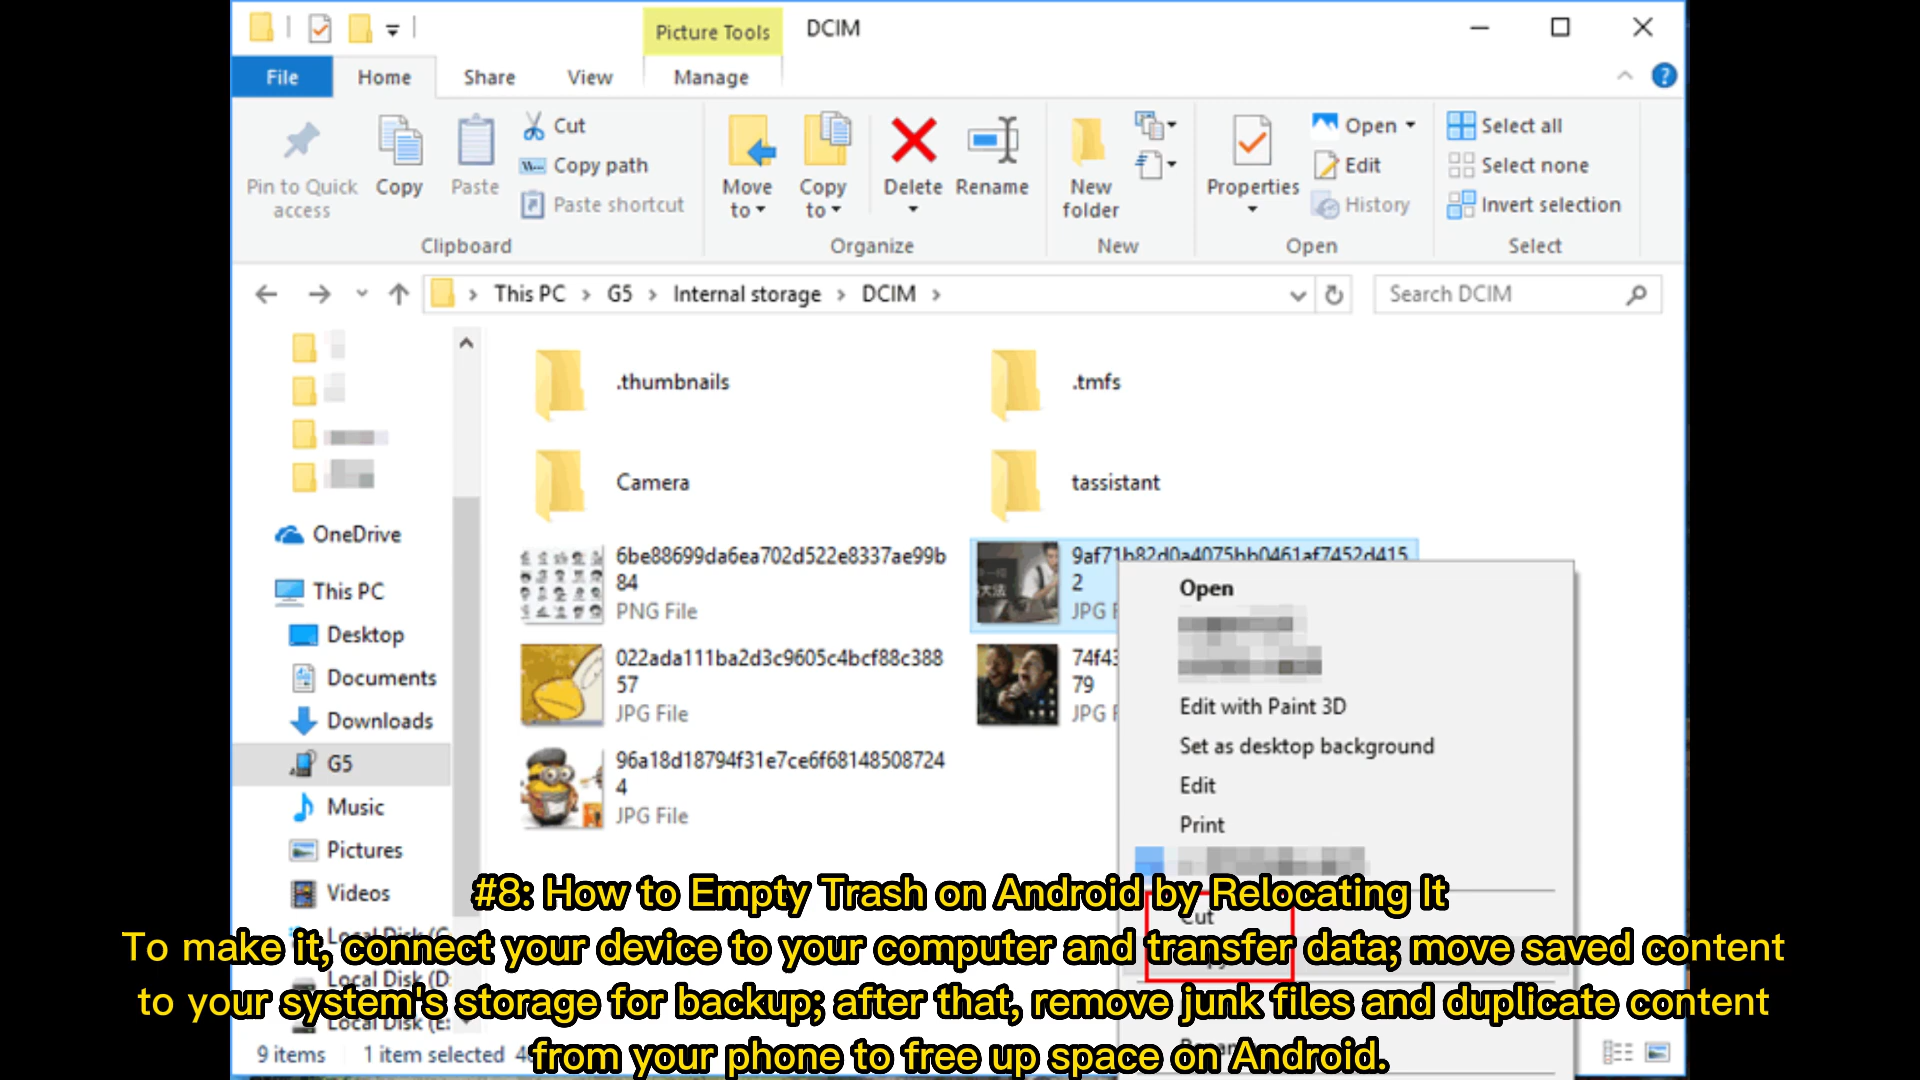 Picture Tools
DCIM
File
Home
Share
View
Manage
Pin to Quick access
Copy
Paste
Cut
Copy path
Paste shortcut
Clipboard
Move to
Copy to
Delete
Rename
Organize
New folder
New
Properties
Open
Edit
History
Open
Select all
Select none
Invert selection
Select
This PC > G5 > Internal storage > DCIM >
Search DCIM
OneDrive
This PC
Desktop
Documents
Downloads
G5
Music
Pictures
Videos
Local Disk (D:
Local Disk (E:
.thumbnails
.tmfs
Camera
tassistant
6be88699da6ea702d522e8337ae99b
84
PNG File
9af71b82d0a4075bb0461af7452d415
2
JPG F
022ada111ba2d3c9605c4bcf88c388
57
JPG File
74f43
79
JPG F
96a18d18794f31e7ce6f68148508724
4
JPG File
Open
Edit with Paint 3D
Set as desktop background
Edit
Print
Cut
9 items
1 item selected
#8: How to Empty Trash on Android by Relocating It
To make it, connect your device to your computer and transfer data; move saved content
to your system's storage for backup; after that, remove junk files and duplicate content
from your phone to free up space on Android.